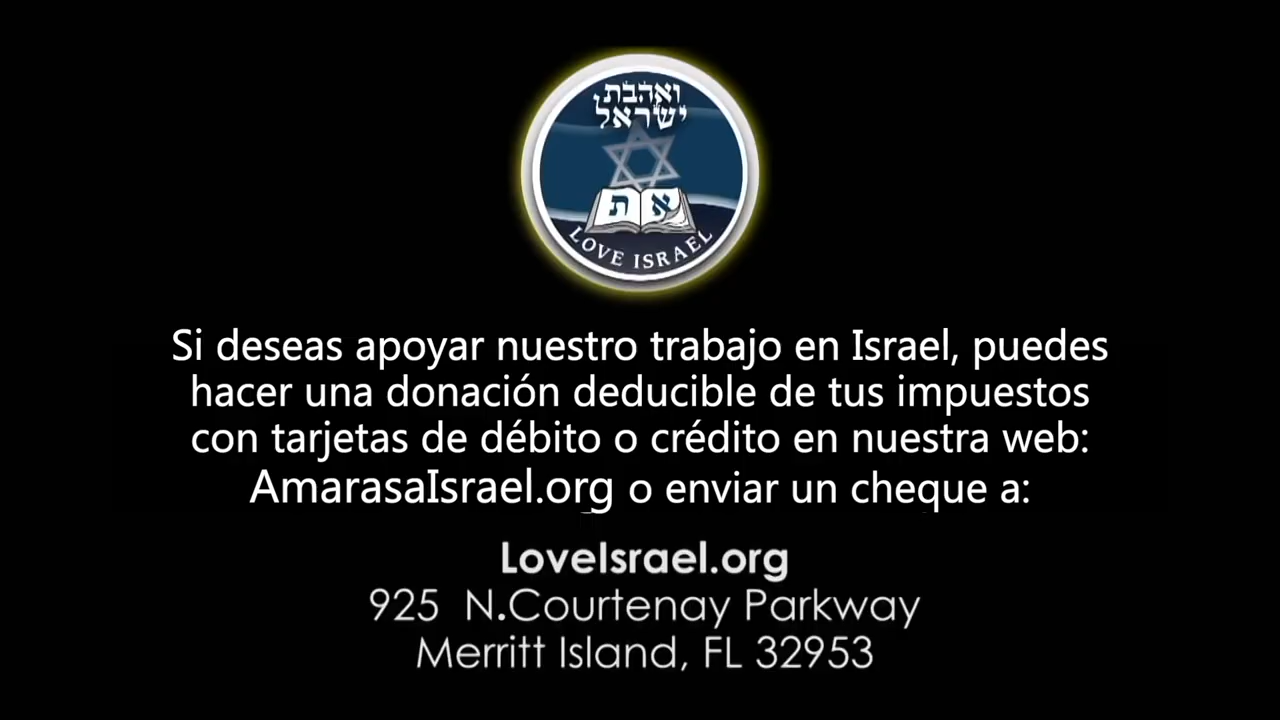 ואהבת
ישראל
ת א
LOVE ISRAEL
Si deseas apoyar nuestro trabajo en Israel, puedes
hacer una donación deducible de tus impuestos
con tarjetas de débito o crédito en nuestra web:
AmarasaIsrael.org o enviar un cheque a:
LoveIsrael.org
925 N.Courtenay Parkway
Merritt Island, FL 32953